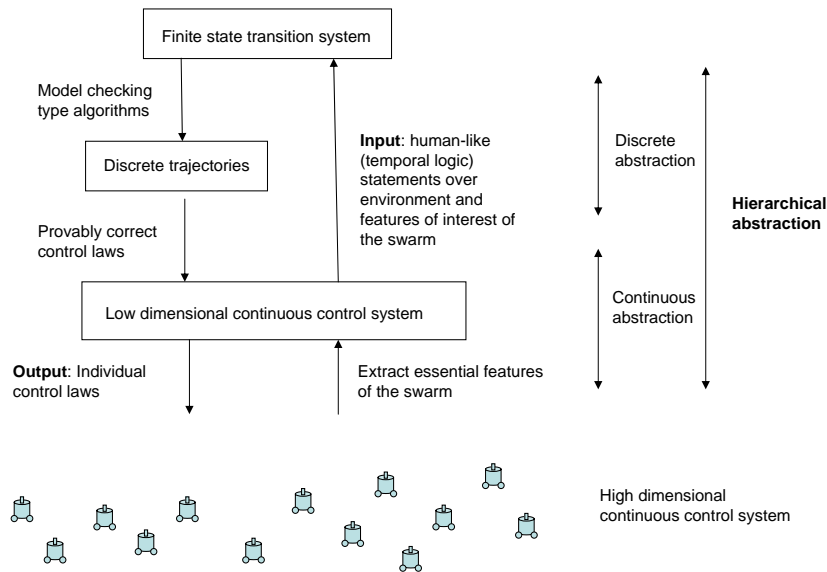 Finite state transition system
Model checking
type algorithms
Discrete trajectories
Input: human-like
(temporal logic)
statements over
environment and
features of interest of
the swarm
Discrete
abstraction
Hierarchical
abstraction
Provably correct
control laws
Low dimensional continuous control system
Continuous
abstraction
Output: Individual
control laws
Extract essential features
of the swarm
High dimensional
continuous control system